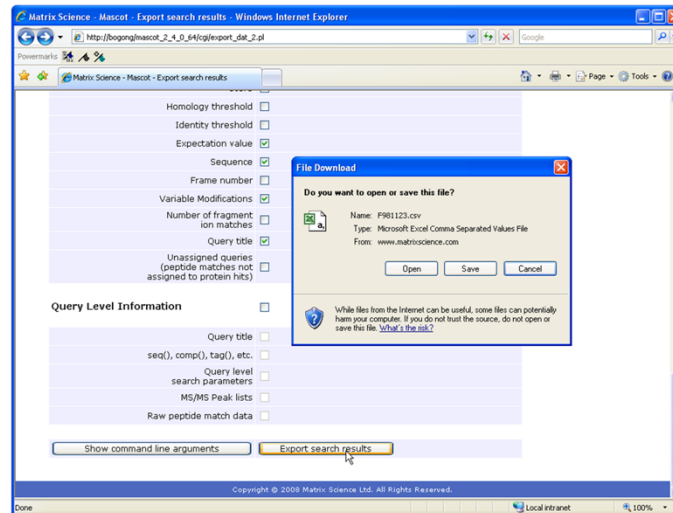 Matrix Science - Mascot - Export search results - Windows Internet Explorer
http://bogong/mascot_2_4_0_64/cgi/export_dat_2.pl
Google
Powermarks
Matrix Science - Mascot - Export search results
Page
Tools
Homology threshold
Identity threshold
Expectation value
Sequence
Frame number
Variable Modifications
Number of fragment
ion matches
Query title
Unassigned queries
(peptide matches not
assigned to protein hits)
Query Level Information
Query title
seq(), comp(), tag(), etc.
Query level
search parameters
MS/MS Peak lists
Raw peptide match data
Show command line arguments
Export search results
File Download
Do you want to open or save this file?
Name: F981123.csv
Type: Microsoft Excel Comma Separated Values File
From: www.matrixscience.com
Open
Save
Cancel
While files from the Internet can be useful, some files can potentially
harm your computer. If you do not trust the source, do not open or
save this file. What's the risk?
Copyright © 2008 Matrix Science Ltd. All Rights Reserved.
Done
Local intranet
100%